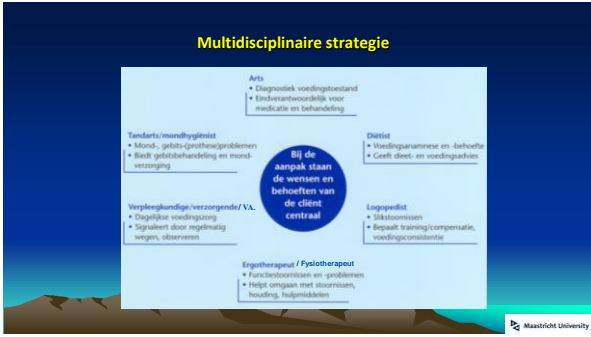 Multidisciplinaire strategie
Arts
• Diagnostiek voedingstoestand
• Eindverantwoordelijk voor
medicatie en behandeling
Tandarts/mondhygiënist
• Mond-, gebits-(prothese)problemen
• Biedt gebitsbehandeling en mond-
verzorging
Diëtist
• Voedingsanamnese en -behoefte
• Geeft dieet- en voedingsadvies
Bij de
aanpak staan
de wensen en
behoeften van
de cliënt
centraal
Verpleegkundige/verzorgende/ VA.
• Dagelijkse voedingszorg
• Signaleert door regelmatig
wegen, observeren
Logopedist
• Slikstoornissen
• Bepaalt training/compensatie,
voedingsconsistentie
Ergotherapeut / Fysiotherapeut
• Functiestoornissen en -problemen
• Helpt omgaan met stoornissen,
houding, hulpmiddelen
Maastricht University